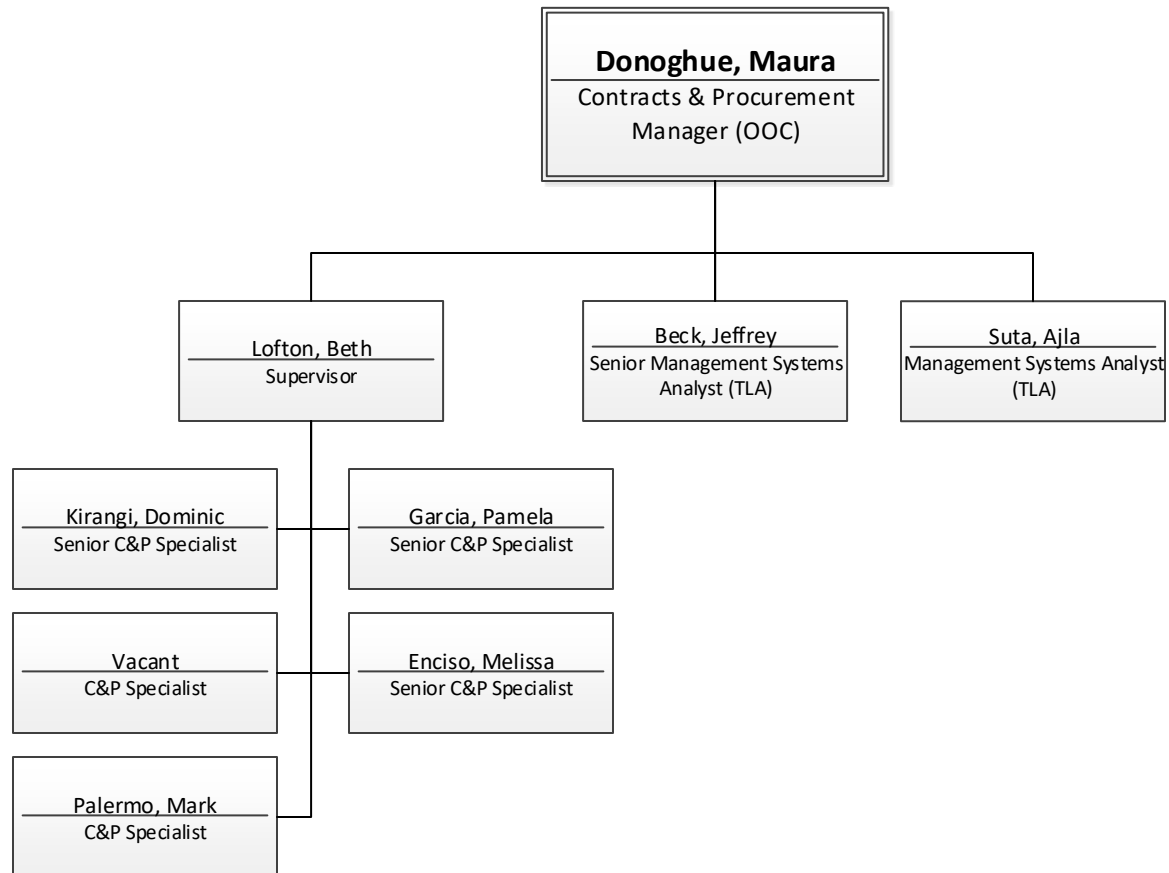 Donoghue, Maura
Contracts & Procurement
Manager (OOC)
Lofton, Beth
Supervisor
Beck, Jeffrey
Senior Management Systems
Analyst (TLA)
Suta, Ajla
Management Systems Analyst
(TLA)
Kirangi, Dominic
Senior C&P Specialist
Garcia, Pamela
Senior C&P Specialist
Vacant
C&P Specialist
Enciso, Melissa
Senior C&P Specialist
Palermo, Mark
C&P Specialist